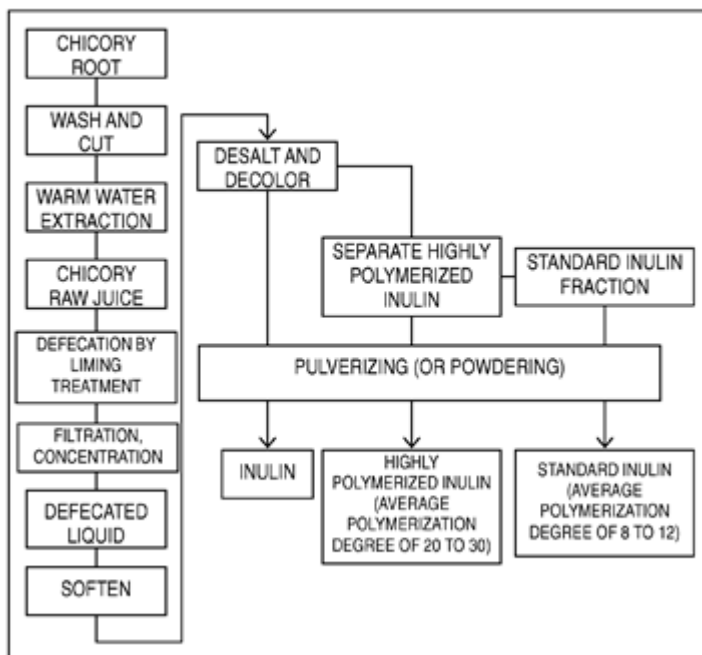 CHICORY
ROOT
WASH AND
CUT
WARM WATER
EXTRACTION
CHICORY
RAW JUICE
DEFECATION BY
LIMING
TREATMENT
FILTRATION,
CONCENTRATION
DEFECATED
LIQUID
SOFTEN
DESALT AND
DECOLOR
SEPARATE HIGHLY
POLYMERIZED
INULIN
STANDARD INULIN
FRACTION
PULVERIZING (OR POWDERING)
INULIN
HIGHLY
POLYMERIZED INULIN
(AVERAGE
POLYMERIZATION
DEGREE OF 20 TO 30)
STANDARD INULIN
(AVERAGE
POLYMERIZATION
DEGREE OF 8 TO 12)